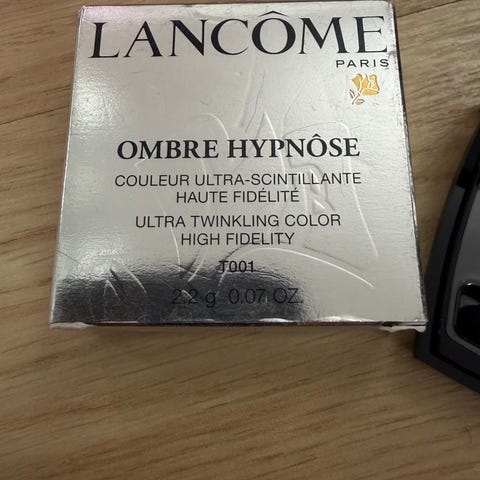 LANCÔME
PARIS
OMBRE HYPNÔSE
COULEUR ULTRA-SCINTILLANTE
HAUTE FIDÉLITÉ
ULTRA TWINKLING COLOR
HIGH FIDELITY
T001
2.2 g 0.07 OZ.